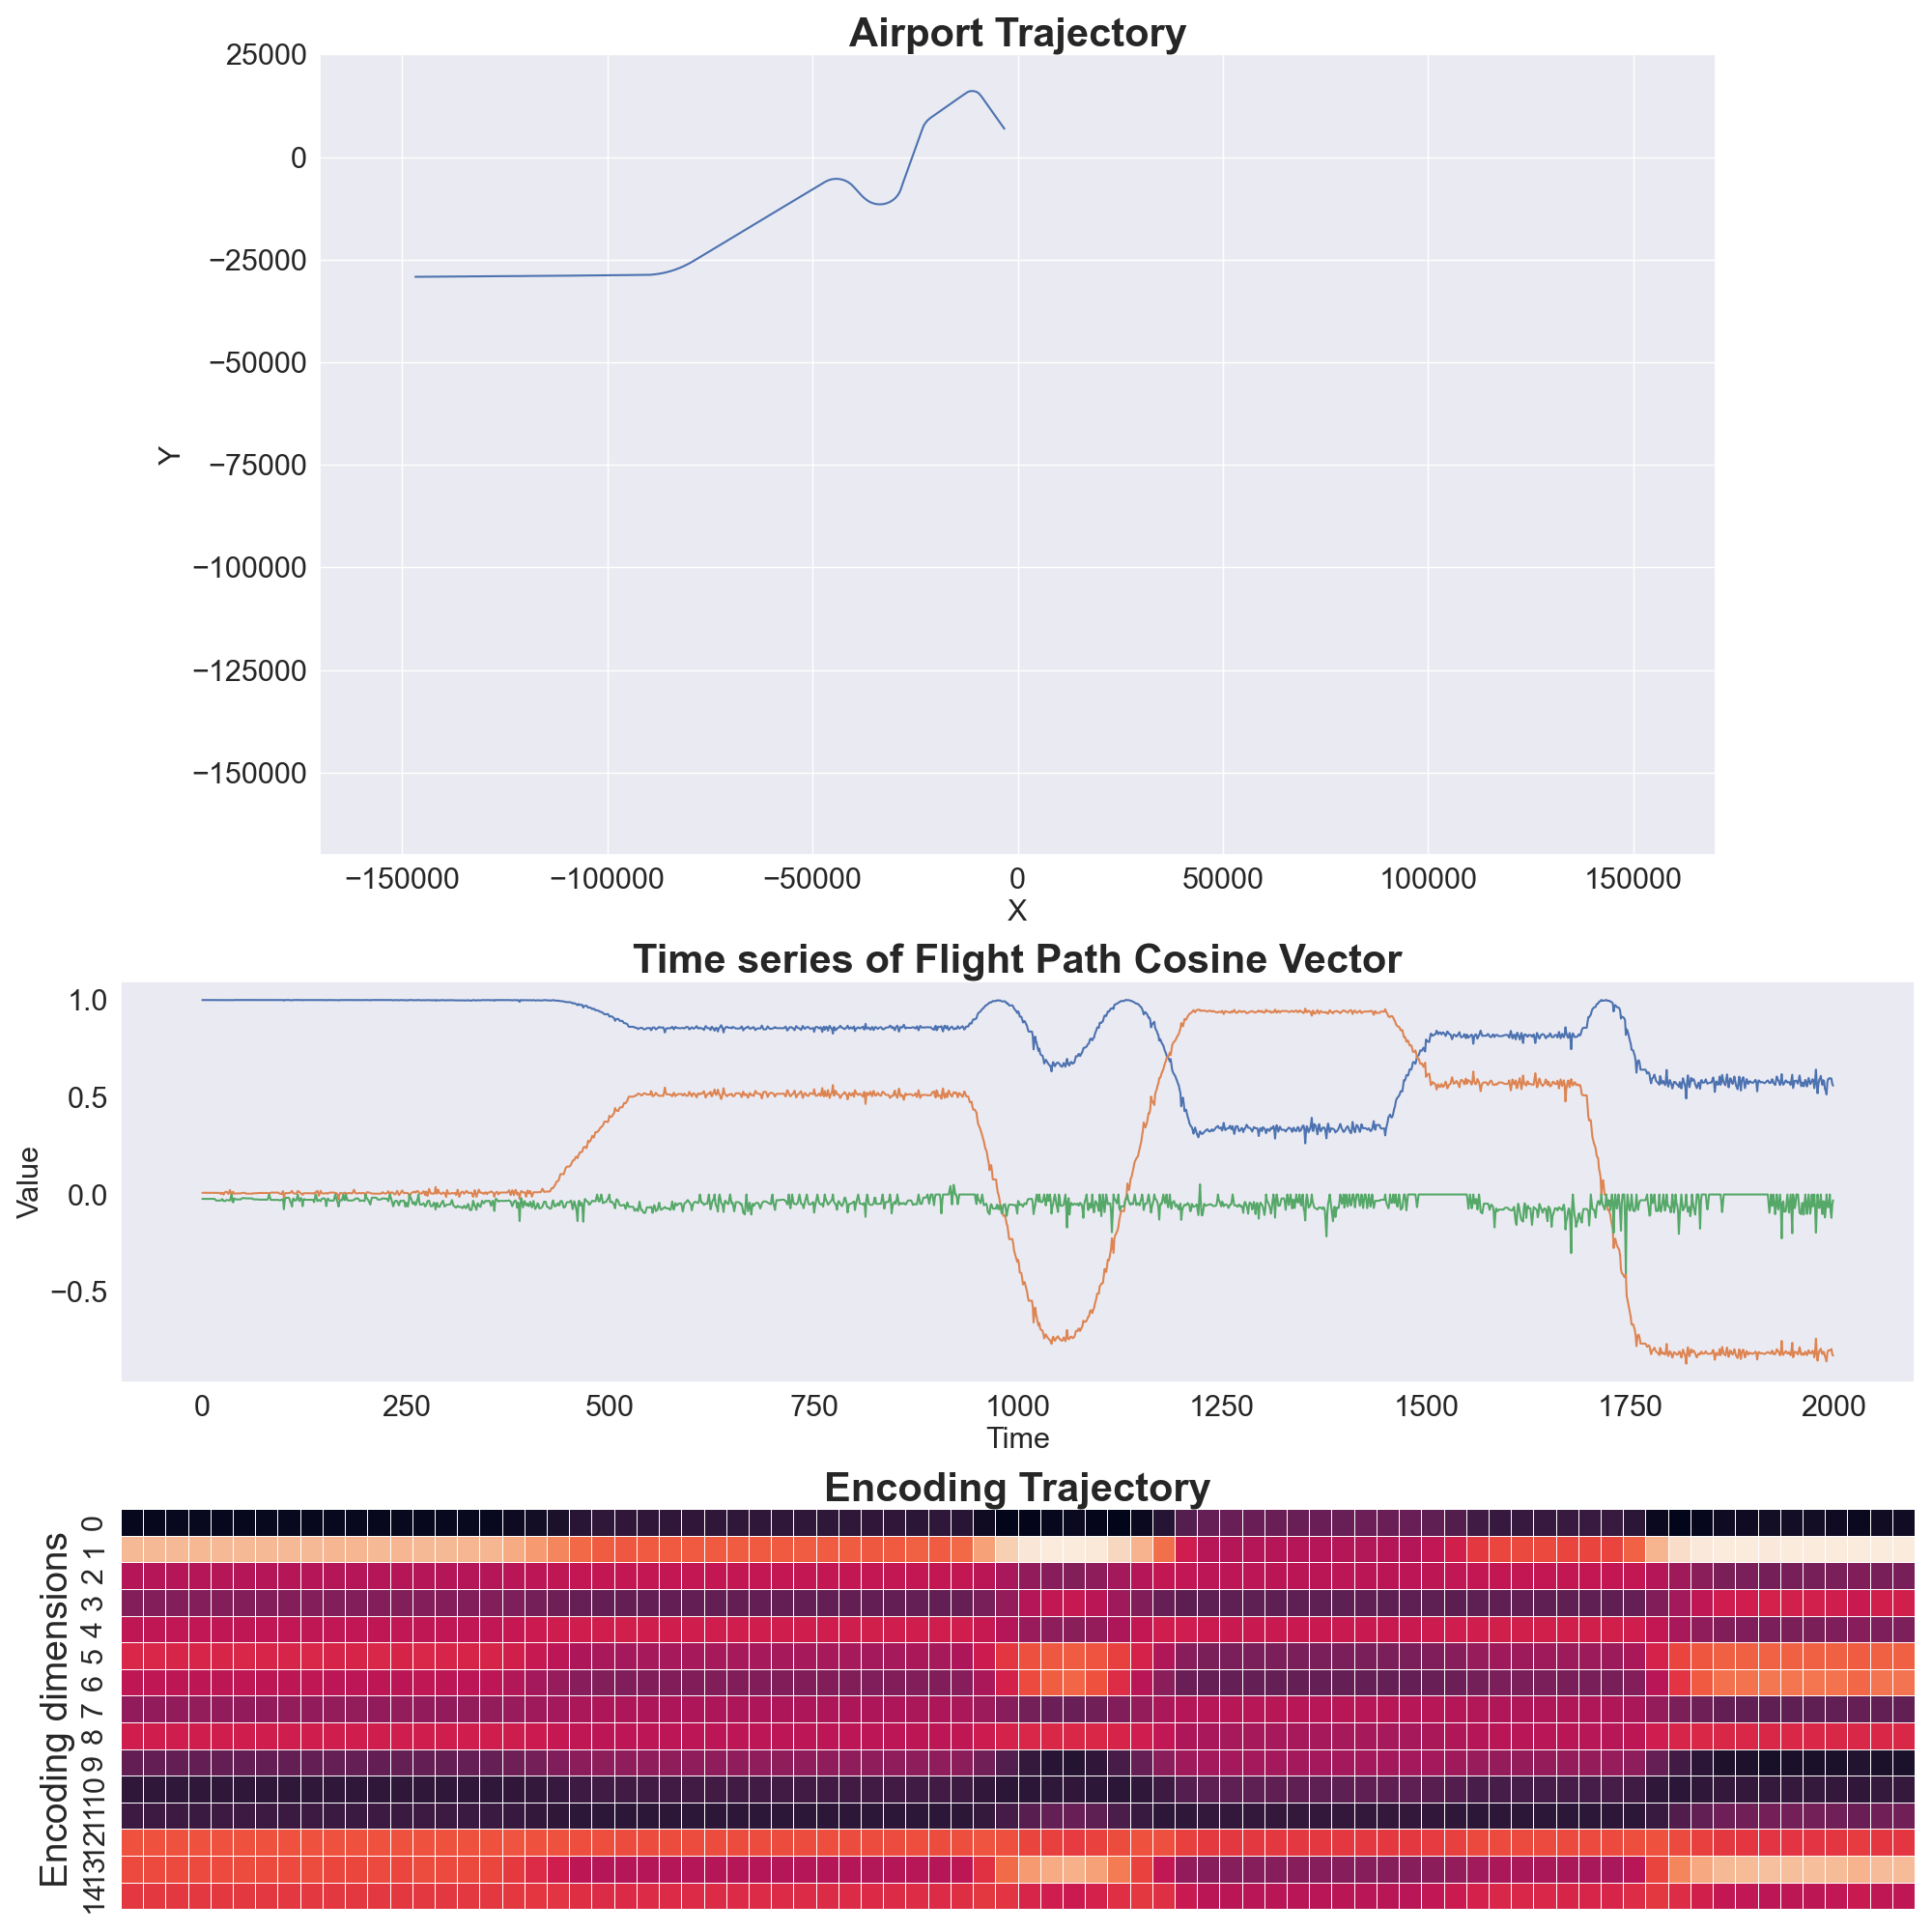 Airport Trajectory
25000
0
−25000
−50000
−75000
−100000
−125000
−150000
Y
−150000 −100000 −50000 0 50000 100000 150000
X
Time series of Flight Path Cosine Vector
1.0
0.5
0.0
−0.5
Value
0 250 500 750 1000 1250 1500 1750 2000
Time
Encoding Trajectory
Encoding dimensions
0
1
2
3
4
5
6
7
8
9
10
11
12
13
14